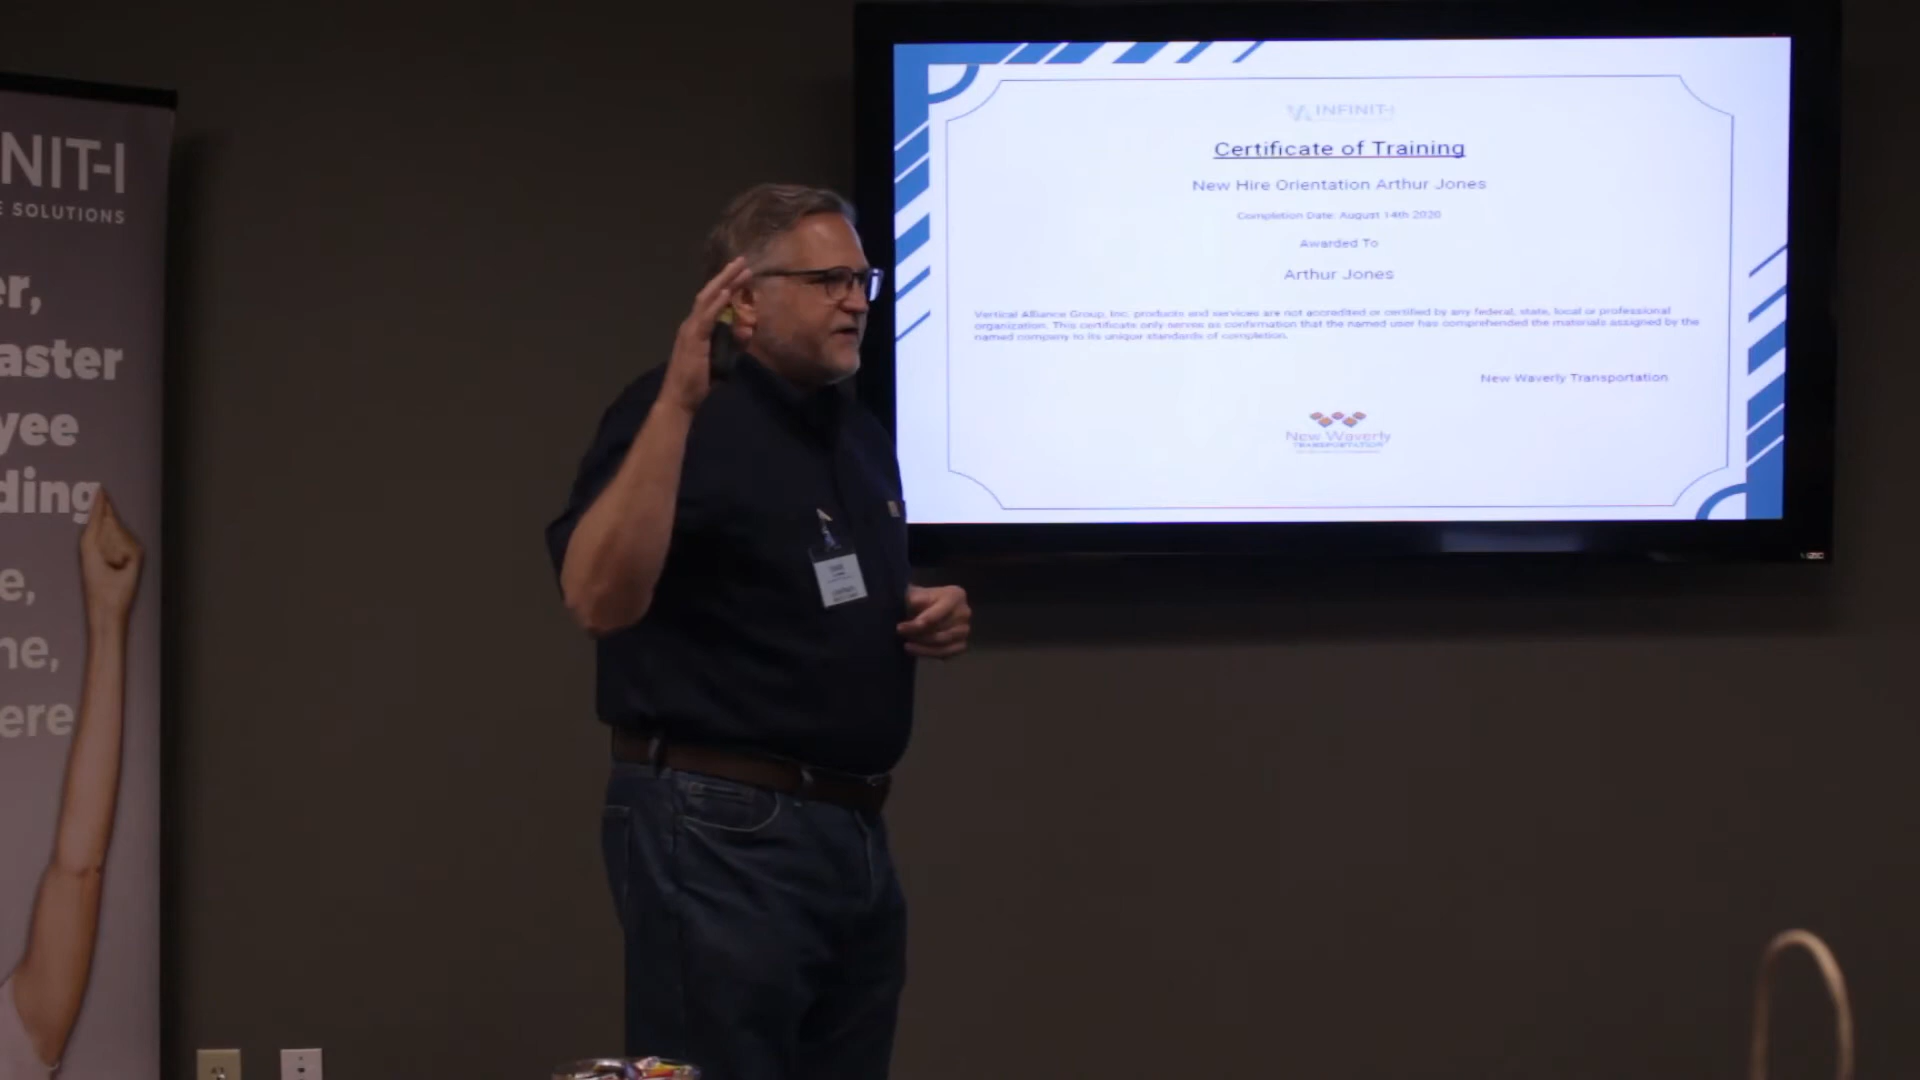 NIT-I
E SOLUTIONS
er,
aster
yee
ding
e,
ne,
ere
INFINIT-I
Certificate of Training
New Hire Orientation Arthur Jones
Completion Date: August 14th 2020
Awarded To
Arthur Jones
Vertical Alliance Group, Inc. products and services are not accredited or certified by any federal, state, local or professional
organization. This certificate only serves as confirmation that the named user has comprehended the materials assigned by the
named company to its unique standards of completion.
New Waverly Transportation
New Waverly
TRANSPORTATION
VIZIO